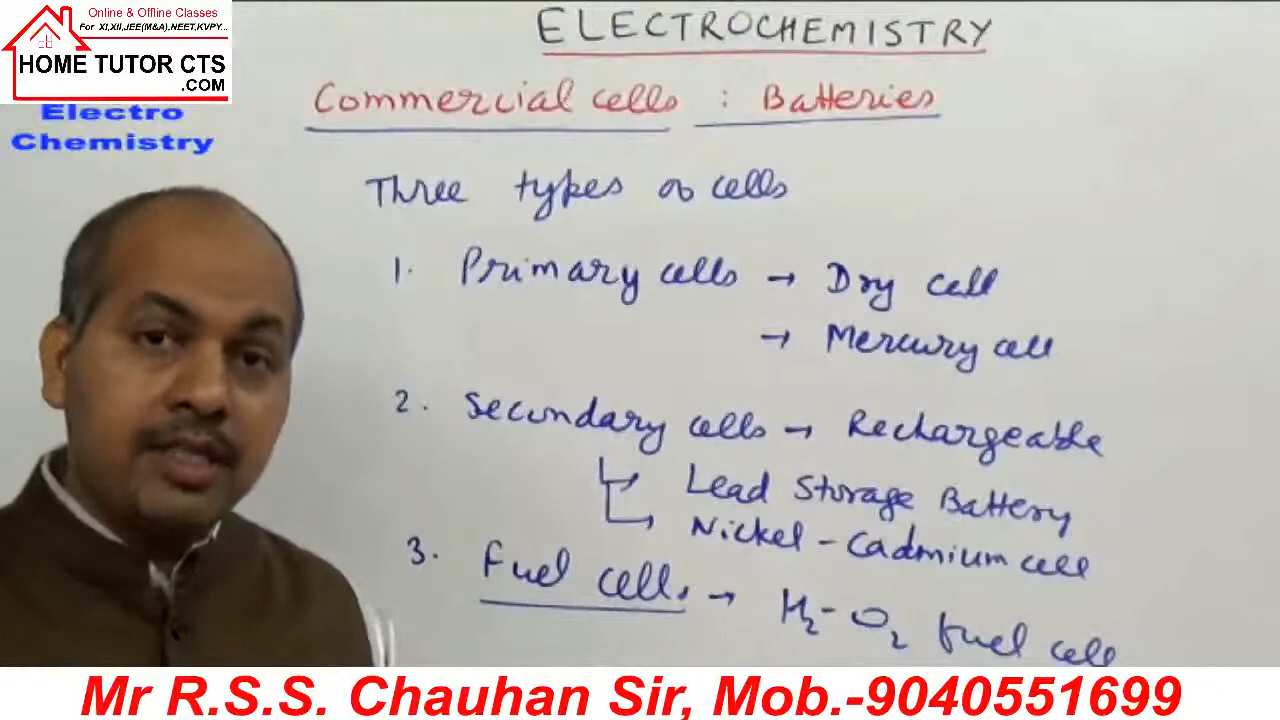 Online & Offline Classes
For XI,XII,JEE(M&A),NEET,KVPY...
HOME TUTOR CTS
.COM
Electro
Chemistry
ELECTROCHEMISTRY
Commercial cells : Batteries
Three types of cells
1. Primary cells → Dry cell
→ Mercury cell
2. Secondary cells → Rechargeable
Lead Storage Battery
Nickel - Cadmium cell
3. Fuel cells → H₂ - O₂ fuel cell
Mr R.S.S. Chauhan Sir, Mob.-9040551699